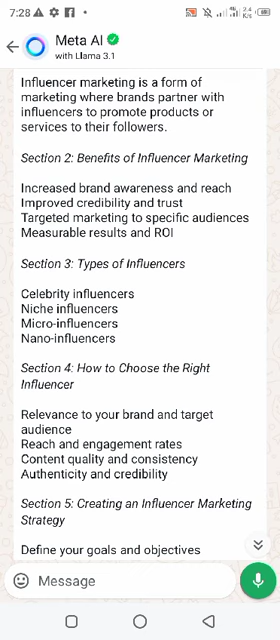 7:28
2.4
K/s
Meta AI
with Llama 3.1
Influencer marketing is a form of
marketing where brands partner with
influencers to promote products or
services to their followers.
Section 2: Benefits of Influencer Marketing
Increased brand awareness and reach
Improved credibility and trust
Targeted marketing to specific audiences
Measurable results and ROI
Section 3: Types of Influencers
Celebrity influencers
Niche influencers
Micro-influencers
Nano-influencers
Section 4: How to Choose the Right
Influencer
Relevance to your brand and target
audience
Reach and engagement rates
Content quality and consistency
Authenticity and credibility
Section 5: Creating an Influencer Marketing
Strategy
Define your goals and objectives
Message